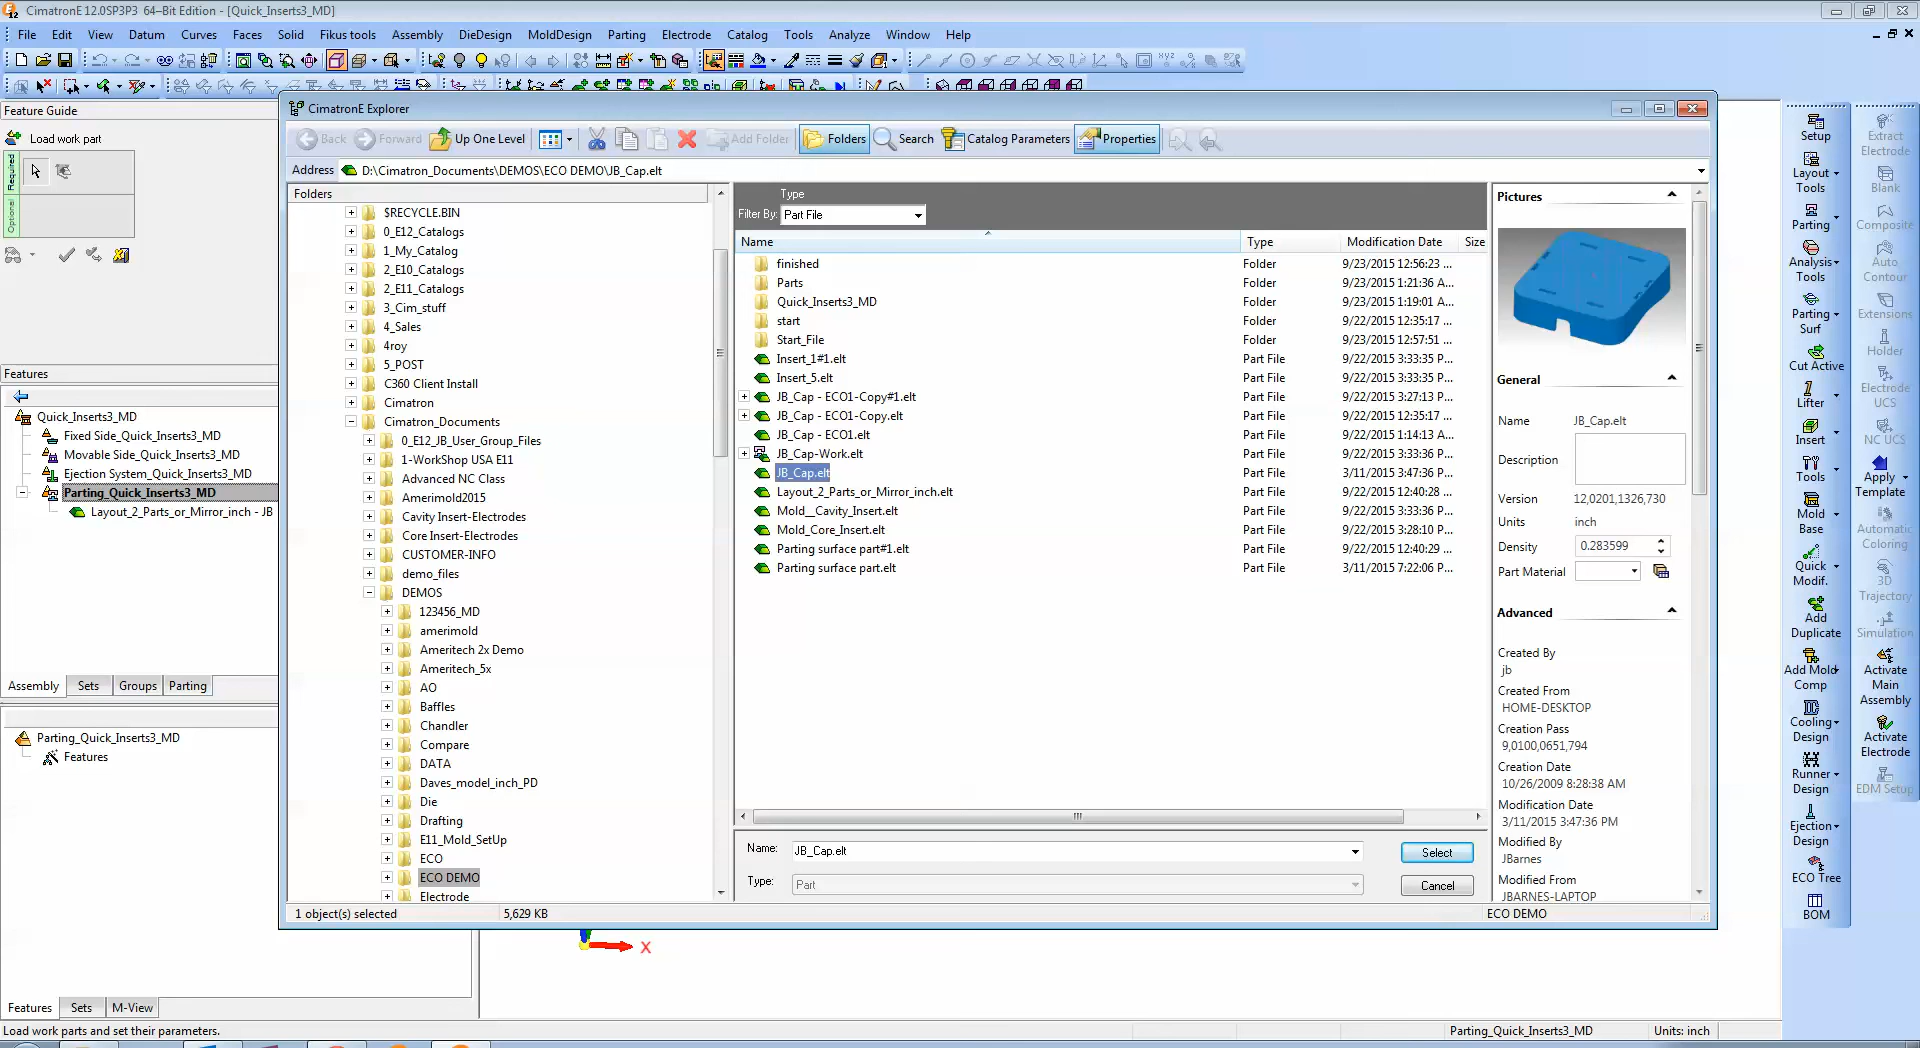 CimatronE 12.0SP3P3 64–Bit Edition - [Quick_Inserts3_MD]
File Edit View Datum Curves Faces Solid Fikus tools Assembly DieDesign MoldDesign Parting Electrode Catalog Tools Analyze Window Help
Feature Guide
Load work part
Required
Optional
Features
Quick_Inserts3_MD
Fixed Side_Quick_Inserts3_MD
Movable Side_Quick_Inserts3_MD
Ejection System_Quick_Inserts3_MD
Parting_Quick_Inserts3_MD
Layout_2_Parts_or_Mirror_inch - JB
Assembly Sets Groups Parting
Parting_Quick_Inserts3_MD
Features
Features Sets M-View
CimatronE Explorer
Back Forward Up One Level Add Folder Folders Search Catalog Parameters Properties
Address D:\Cimatron_Documents\DEMOS\ECO DEMO\JB_Cap.elt
Folders
$RECYCLE.BIN
0_E12_Catalogs
1_My_Catalog
2_E10_Catalogs
2_E11_Catalogs
3_Cim_stuff
4_Sales
4roy
5_POST
C360 Client Install
Cimatron
Cimatron_Documents
0_E12_JB_User_Group_Files
1-WorkShop USA E11
Advanced NC Class
Amerimold2015
Cavity Insert-Electrodes
Core Insert-Electrodes
CUSTOMER-INFO
demo_files
DEMOS
123456_MD
amerimold
Ameritech 2x Demo
Ameritech_5x
AO
Baffles
Chandler
Compare
DATA
Daves_model_inch_PD
Die
Drafting
E11_Mold_SetUp
ECO
ECO DEMO
Electrode
Type
Filter By: Part File
Name Type Modification Date Size
finished Folder 9/23/2015 12:56:23 ...
Parts Folder 9/23/2015 1:21:36 A...
Quick_Inserts3_MD Folder 9/23/2015 1:19:01 A...
start Folder 9/22/2015 12:35:17 ...
Start_File Folder 9/23/2015 12:57:51 ...
Insert_1#1.elt Part File 9/22/2015 3:33:35 P...
Insert_5.elt Part File 9/22/2015 3:33:35 P...
JB_Cap - ECO1-Copy#1.elt Part File 9/22/2015 3:27:13 P...
JB_Cap - ECO1-Copy.elt Part File 9/22/2015 12:35:17 ...
JB_Cap - ECO1.elt Part File 9/22/2015 1:14:13 A...
JB_Cap-Work.elt Part File 9/22/2015 3:33:36 P...
JB_Cap.elt Part File 3/11/2015 3:47:36 P...
Layout_2_Parts_or_Mirror_inch.elt Part File 9/22/2015 12:40:28 ...
Mold__Cavity_Insert.elt Part File 9/22/2015 3:33:36 P...
Mold_Core_Insert.elt Part File 9/22/2015 3:28:10 P...
Parting surface part#1.elt Part File 9/22/2015 12:40:29 ...
Parting surface part.elt Part File 3/11/2015 7:22:06 P...
Name: JB_Cap.elt Select
Type: Part Cancel
1 object(s) selected 5,629 KB ECO DEMO
Pictures
General
Name JB_Cap.elt
Description
Version 12,0201,1326,730
Units inch
Density 0.283599
Part Material
Advanced
Created By
jb
Created From
HOME-DESKTOP
Creation Pass
9,0100,0651,794
Creation Date
10/26/2009 8:28:38 AM
Modification Date
3/11/2015 3:47:36 PM
Modified By
JBarnes
Modified From
JBARNES-LAPTOP
X
Setup
Layout Tools
Parting
Analysis Tools
Parting Surf
Cut Active
Lifter
Insert
Tools
Mold Base
Quick Modif.
Add Duplicate
Add Mold Comp
Cooling Design
Runner Design
Ejection Design
ECO Tree
BOM
Extract Electrode
Blank
Composite
Auto Contour
Extensions
Holder
Electrode UCS
NC UCS
Apply Template
Automatic Coloring
3D Trajectory
Simulation
Activate Main Assembly
Activate Electrode
EDM Setup
Load work parts and set their parameters. Parting_Quick_Inserts3_MD Units: inch